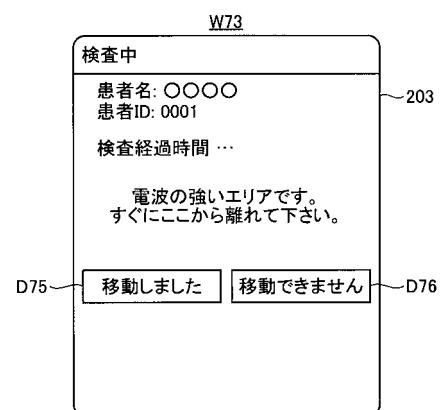 W73
検査中
患者名: 〇〇〇〇
患者ID: 0001
203
検査経過時間 …
電波の強いエリアです。
すぐにここから離れて下さい。
D75 移動しました 移動できません D76